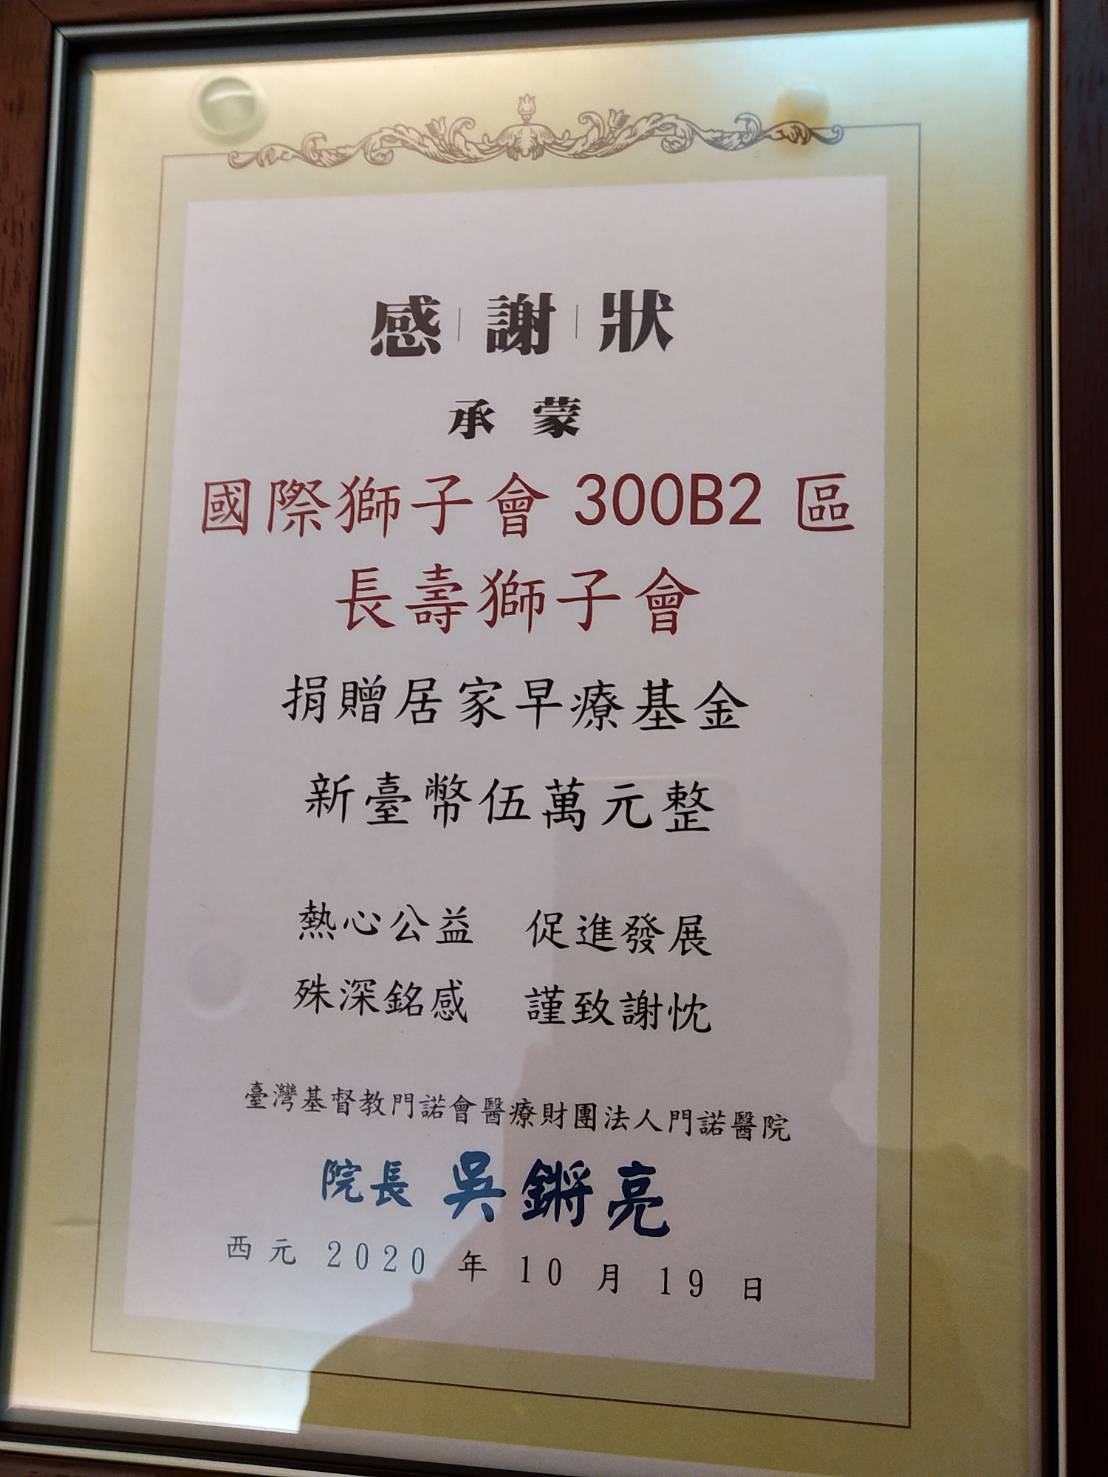 感謝狀
承蒙
國際獅子會 300B2 區
長壽獅子會
捐贈居家早療基金
新臺幣伍萬元整
熱心公益 促進發展
殊深銘感 謹致謝忱
臺灣基督教門諾會醫療財團法人門諾醫院
院長 吳鏘亮
西元 2020 年 10 月 19 日